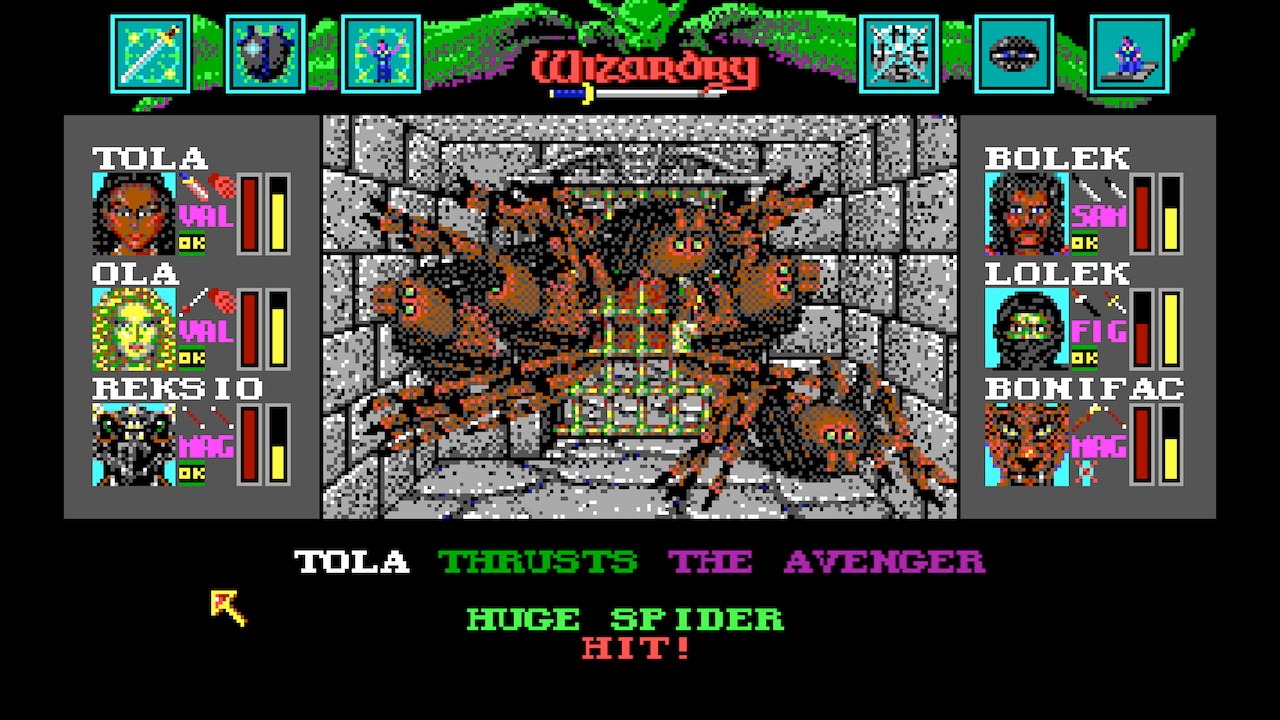 Wizardry
N
G
S
TOLA
VAL
OK
OLA
VAL
OK
REKSIO
MAG
OK
BOLEK
SAM
OK
LOLEK
FIG
OK
BONIFAC
MAG
TOLA THRUSTS THE AVENGER
HUGE SPIDER
HIT!